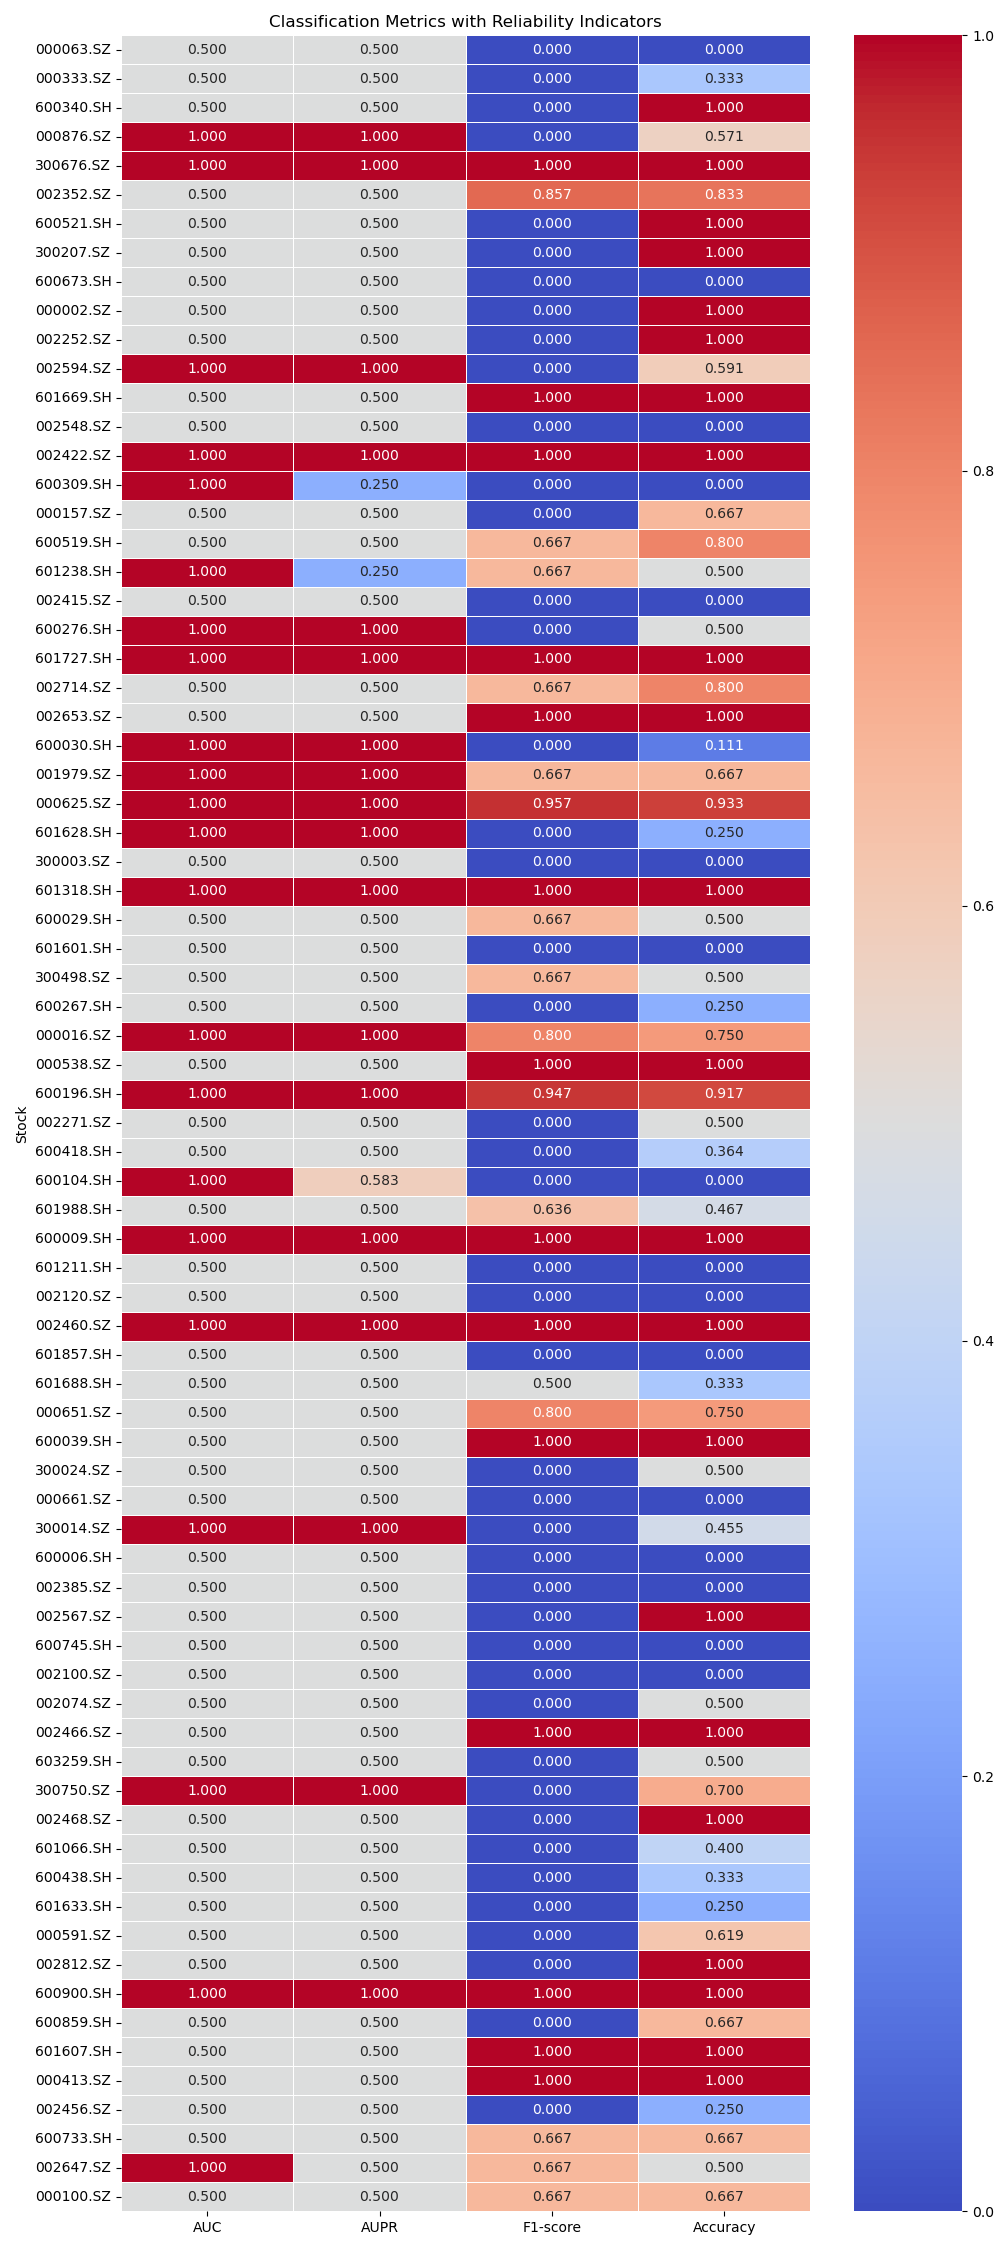 Classification Metrics with Reliability Indicators
000063.SZ 0.500 0.500 0.000 0.000
000333.SZ 0.500 0.500 0.000 0.333
600340.SH 0.500 0.500 0.000 1.000
000876.SZ 1.000 1.000 0.000 0.571
300676.SZ 1.000 1.000 1.000 1.000
002352.SZ 0.500 0.500 0.857 0.833
600521.SH 0.500 0.500 0.000 1.000
300207.SZ 0.500 0.500 0.000 1.000
600673.SH 0.500 0.500 0.000 0.000
000002.SZ 0.500 0.500 0.000 1.000
002252.SZ 0.500 0.500 0.000 1.000
002594.SZ 1.000 1.000 0.000 0.591
601669.SH 0.500 0.500 1.000 1.000
002548.SZ 0.500 0.500 0.000 0.000
002422.SZ 1.000 1.000 1.000 1.000
600309.SH 1.000 0.250 0.000 0.000
000157.SZ 0.500 0.500 0.000 0.667
600519.SH 0.500 0.500 0.667 0.800
601238.SH 1.000 0.250 0.667 0.500
002415.SZ 0.500 0.500 0.000 0.000
600276.SH 1.000 1.000 0.000 0.500
601727.SH 1.000 1.000 1.000 1.000
002714.SZ 0.500 0.500 0.667 0.800
002653.SZ 0.500 0.500 1.000 1.000
600030.SH 1.000 1.000 0.000 0.111
001979.SZ 1.000 1.000 0.667 0.667
000625.SZ 1.000 1.000 0.957 0.933
601628.SH 1.000 1.000 0.000 0.250
300003.SZ 0.500 0.500 0.000 0.000
601318.SH 1.000 1.000 1.000 1.000
600029.SH 0.500 0.500 0.667 0.500
601601.SH 0.500 0.500 0.000 0.000
300498.SZ 0.500 0.500 0.667 0.500
600267.SH 0.500 0.500 0.000 0.250
000016.SZ 1.000 1.000 0.800 0.750
000538.SZ 0.500 0.500 1.000 1.000
600196.SH 1.000 1.000 0.947 0.917
002271.SZ 0.500 0.500 0.000 0.500
600418.SH 0.500 0.500 0.000 0.364
600104.SH 1.000 0.583 0.000 0.000
601988.SH 0.500 0.500 0.636 0.467
600009.SH 1.000 1.000 1.000 1.000
601211.SH 0.500 0.500 0.000 0.000
002120.SZ 0.500 0.500 0.000 0.000
002460.SZ 1.000 1.000 1.000 1.000
601857.SH 0.500 0.500 0.000 0.000
601688.SH 0.500 0.500 0.500 0.333
000651.SZ 0.500 0.500 0.800 0.750
600039.SH 0.500 0.500 1.000 1.000
300024.SZ 0.500 0.500 0.000 0.500
000661.SZ 0.500 0.500 0.000 0.000
300014.SZ 1.000 1.000 0.000 0.455
600006.SH 0.500 0.500 0.000 0.000
002385.SZ 0.500 0.500 0.000 0.000
002567.SZ 0.500 0.500 0.000 1.000
600745.SH 0.500 0.500 0.000 0.000
002100.SZ 0.500 0.500 0.000 0.000
002074.SZ 0.500 0.500 0.000 0.500
002466.SZ 0.500 0.500 1.000 1.000
603259.SH 0.500 0.500 0.000 0.500
300750.SZ 1.000 1.000 0.000 0.700
002468.SZ 0.500 0.500 0.000 1.000
601066.SH 0.500 0.500 0.000 0.400
600438.SH 0.500 0.500 0.000 0.333
601633.SH 0.500 0.500 0.000 0.250
000591.SZ 0.500 0.500 0.000 0.619
002812.SZ 0.500 0.500 0.000 1.000
600900.SH 1.000 1.000 1.000 1.000
600859.SH 0.500 0.500 0.000 0.667
601607.SH 0.500 0.500 1.000 1.000
000413.SZ 0.500 0.500 1.000 1.000
002456.SZ 0.500 0.500 0.000 0.250
600733.SH 0.500 0.500 0.667 0.667
002647.SZ 1.000 0.500 0.667 0.500
000100.SZ 0.500 0.500 0.667 0.667
AUC AUPR F1-score Accuracy
Stock
1.0
0.8
0.6
0.4
0.2
0.0